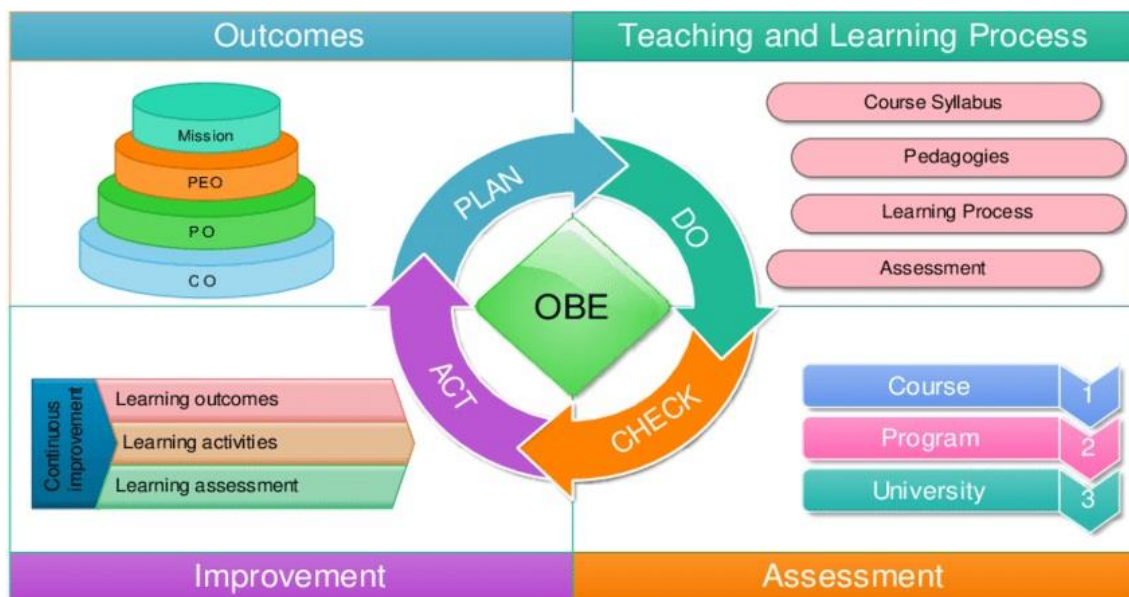 Outcomes
Teaching and Learning Process
Mission
PEO
PO
CO
Course Syllabus
Pedagogies
Learning Process
Assessment
PLAN
DO
CHECK
ACT
OBE
Continuous
improvement
Learning outcomes
Learning activities
Learning assessment
Course 1
Program 2
University 3
Improvement
Assessment